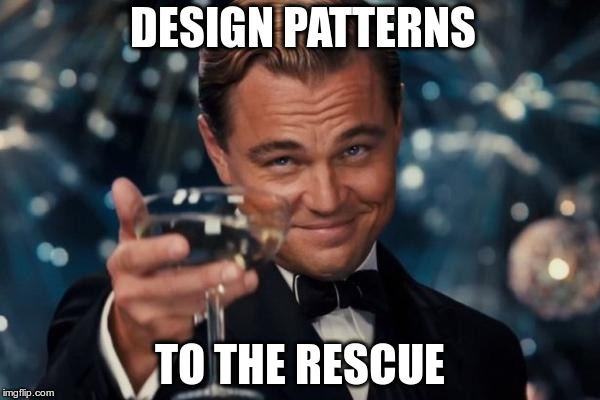 DESIGN PATTERNS
TO THE RESCUE
imgflip.com